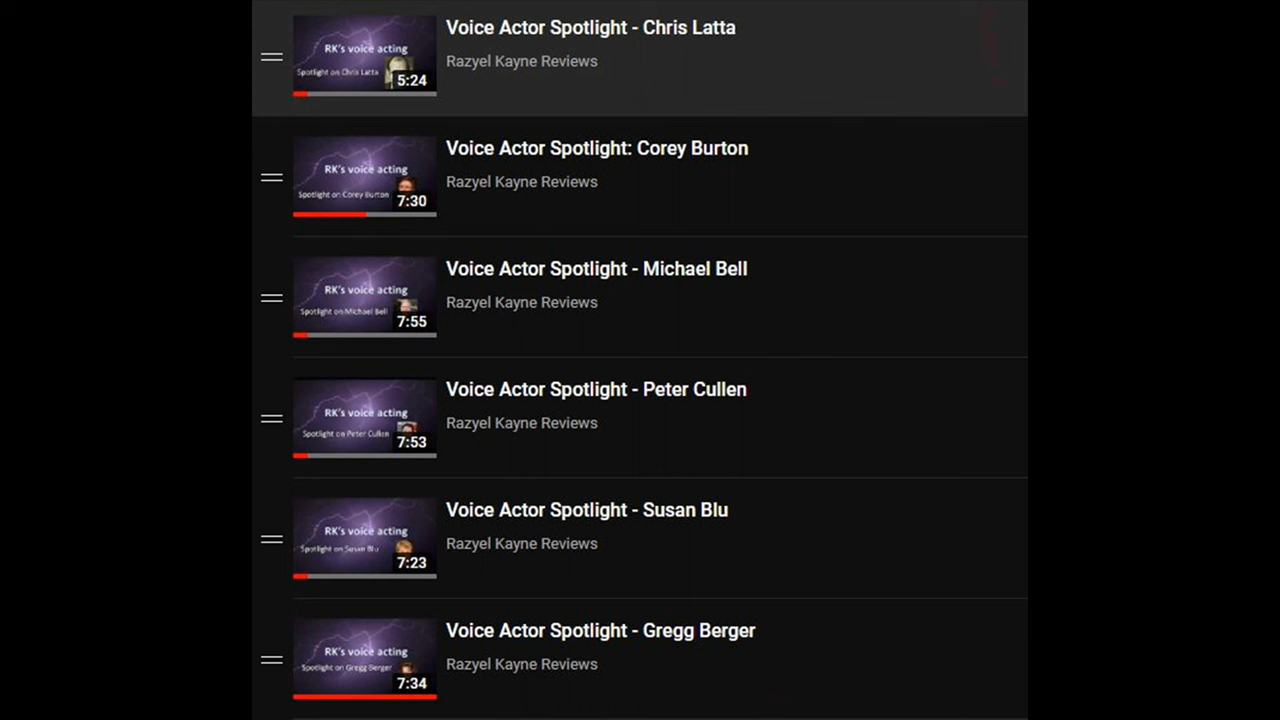 RK's voice acting
Spotlight on Chris Latta
5:24
Voice Actor Spotlight - Chris Latta
Razyel Kayne Reviews
RK's voice acting
Spotlight on Corey Burton
7:30
Voice Actor Spotlight: Corey Burton
Razyel Kayne Reviews
RK's voice acting
Spotlight on Michael Bell
7:55
Voice Actor Spotlight - Michael Bell
Razyel Kayne Reviews
RK's voice acting
Spotlight on Peter Cullen
7:53
Voice Actor Spotlight - Peter Cullen
Razyel Kayne Reviews
RK's voice acting
Spotlight on Susan Blu
7:23
Voice Actor Spotlight - Susan Blu
Razyel Kayne Reviews
RK's voice acting
Spotlight on Gregg Berger
7:34
Voice Actor Spotlight - Gregg Berger
Razyel Kayne Reviews